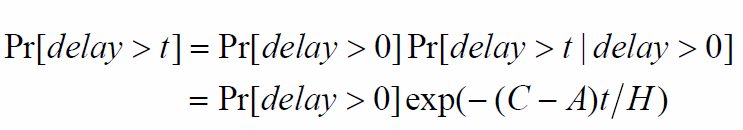 Pr[delay > t] = Pr[delay > 0] Pr[delay > t | delay > 0]
= Pr[delay > 0] exp(− (C − A)t/H)